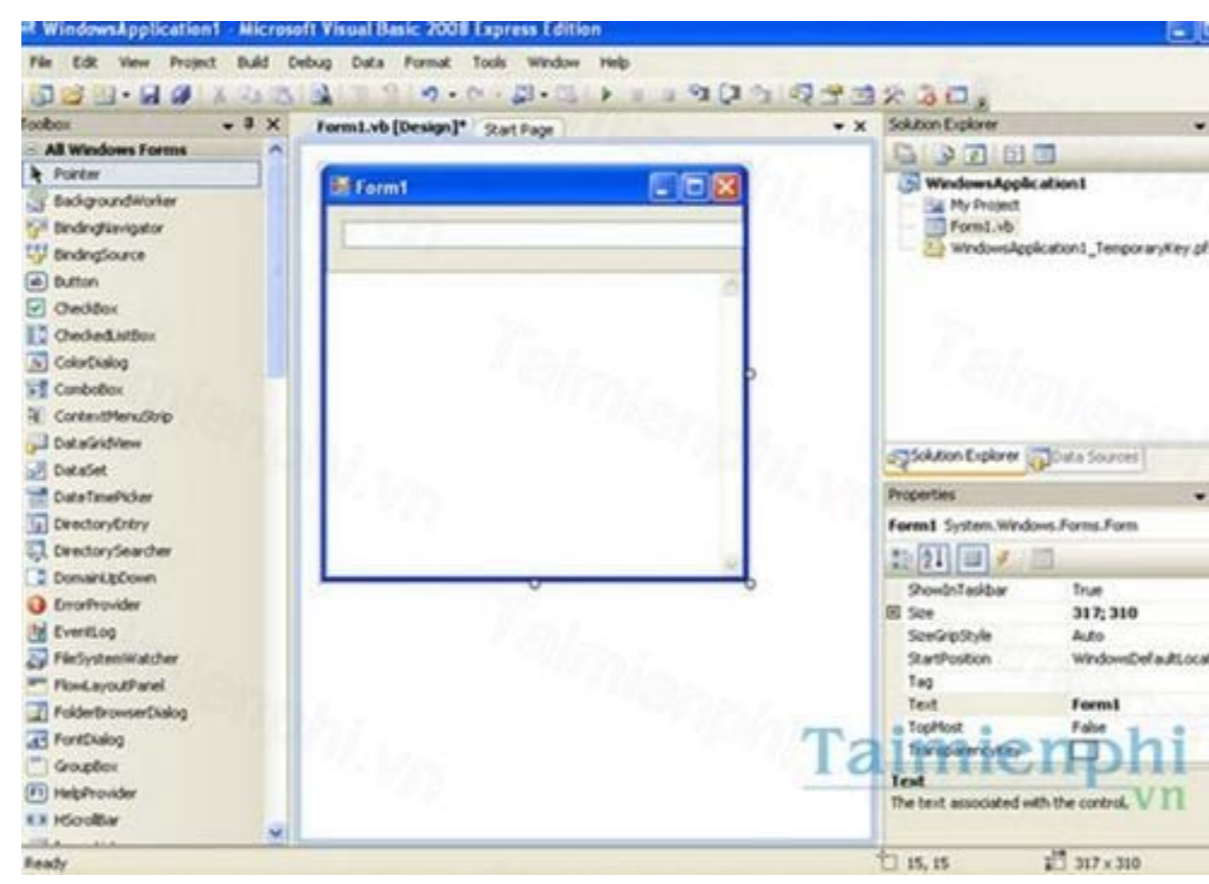 WindowsApplication1 - Microsoft Visual Basic 2008 Express Edition
File Edit View Project Build Debug Data Format Tools Window Help
Toolbox
All Windows Forms
Pointer
BackgroundWorker
BindingNavigator
BindingSource
Button
CheckBox
CheckedListBox
ColorDialog
ComboBox
ContextMenuStrip
DataGridView
DataSet
DateTimePicker
DirectoryEntry
DirectorySearcher
DomainUpDown
ErrorProvider
EventLog
FileSystemWatcher
FlowLayoutPanel
FolderBrowserDialog
FontDialog
GroupBox
HelpProvider
HScrollBar
Form1.vb [Design]* Start Page
Form1
Solution Explorer
WindowsApplication1
My Project
Form1.vb
WindowsApplication1_TemporaryKey.pf
Solution Explorer Data Sources
Properties
Form1 System.Windows.Forms.Form
ShowInTaskbar True
Size 317; 310
SizeGripStyle Auto
StartPosition WindowsDefaultLocat
Tag
Text Form1
TopMost False
TransparencyKey
Text
The text associated with the control.
Taimienphi
.vn
Ready 15, 15 317 x 310
Taimienphi.vn